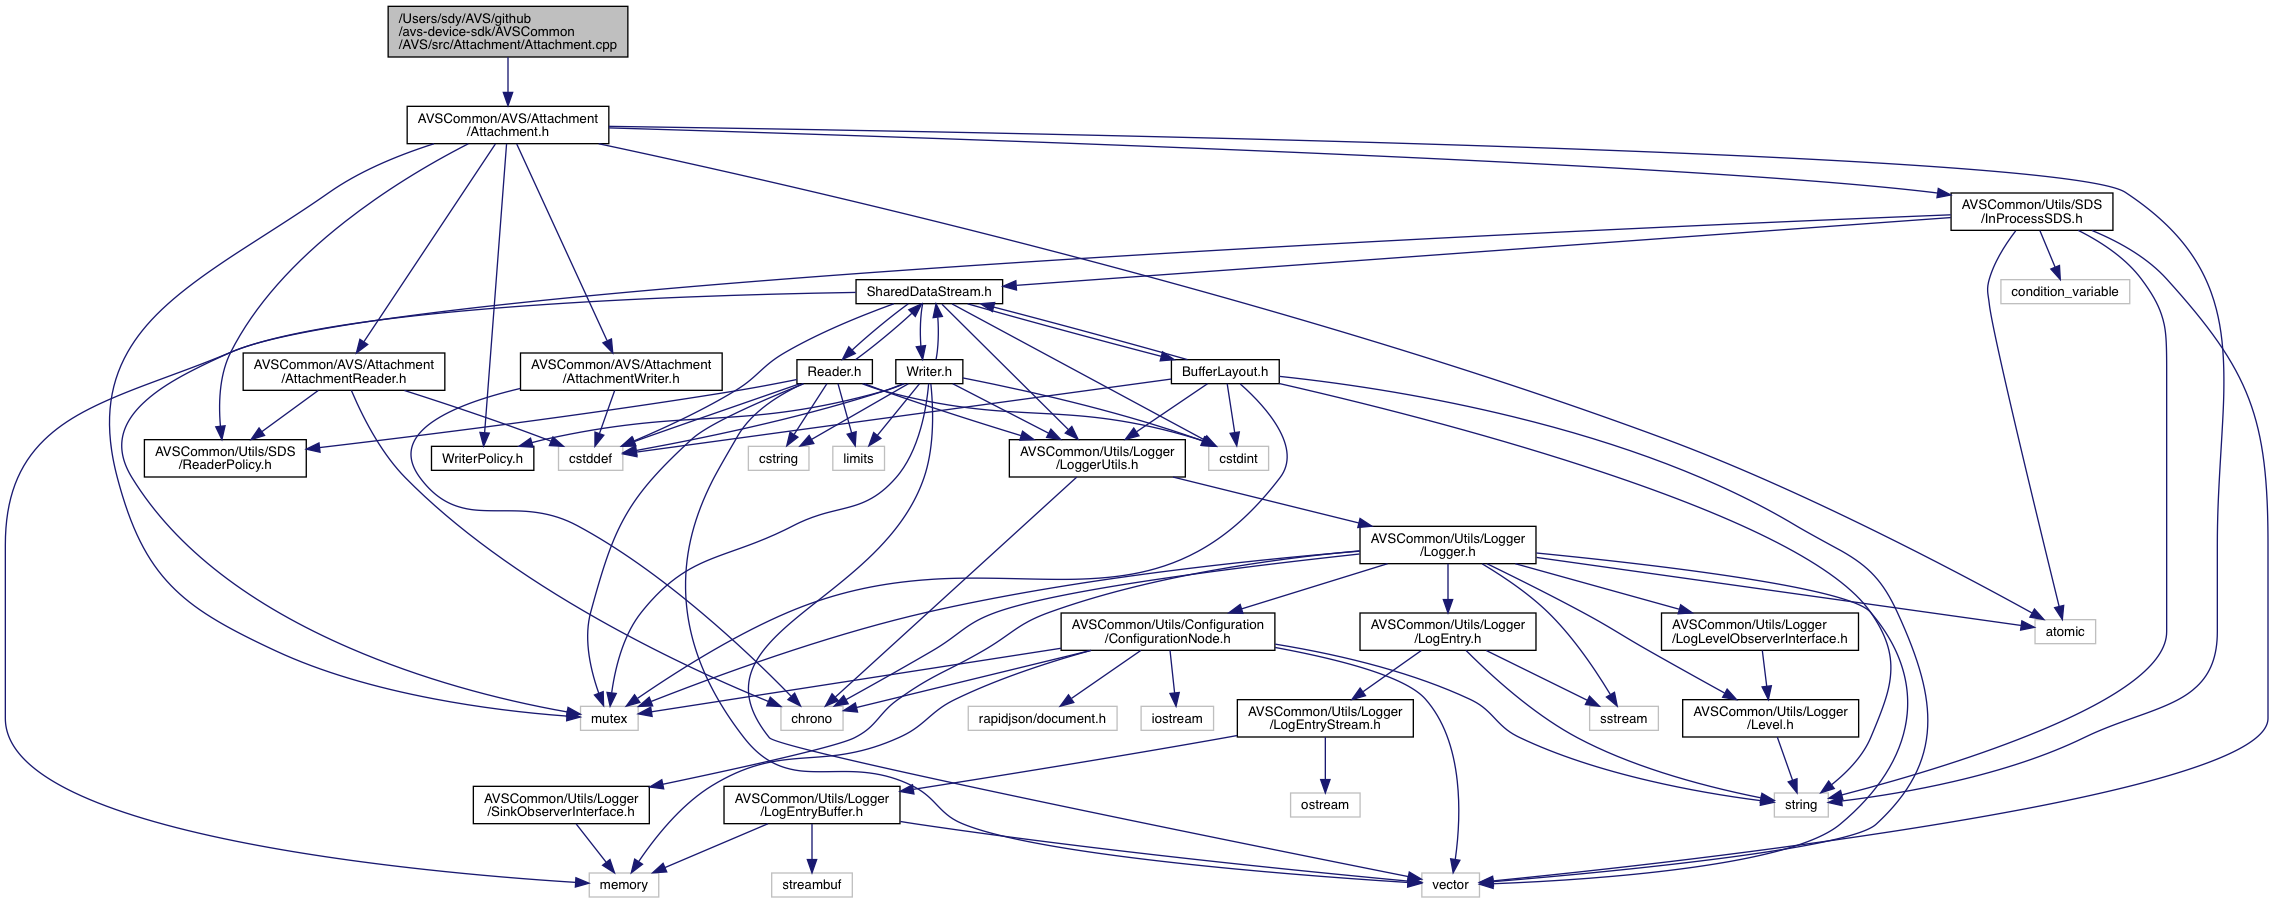 /Users/sdy/AVS/github
/avs-device-sdk/AVSCommon
/AVS/src/Attachment/Attachment.cpp
AVSCommon/AVS/Attachment
/Attachment.h
AVSCommon/Utils/SDS
/InProcessSDS.h
SharedDataStream.h
condition_variable
AVSCommon/AVS/Attachment
/AttachmentReader.h
AVSCommon/AVS/Attachment
/AttachmentWriter.h
Reader.h
Writer.h
BufferLayout.h
AVSCommon/Utils/SDS
/ReaderPolicy.h
WriterPolicy.h
cstddef
cstring
limits
AVSCommon/Utils/Logger
/LoggerUtils.h
cstdint
AVSCommon/Utils/Logger
/Logger.h
AVSCommon/Utils/Configuration
/ConfigurationNode.h
AVSCommon/Utils/Logger
/LogEntry.h
AVSCommon/Utils/Logger
/LogLevelObserverInterface.h
atomic
mutex
chrono
rapidjson/document.h
iostream
AVSCommon/Utils/Logger
/LogEntryStream.h
sstream
AVSCommon/Utils/Logger
/Level.h
AVSCommon/Utils/Logger
/SinkObserverInterface.h
AVSCommon/Utils/Logger
/LogEntryBuffer.h
ostream
string
memory
streambuf
vector